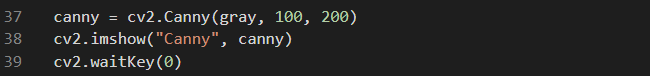 37 canny = cv2.Canny(gray, 100, 200)
38 cv2.imshow("Canny", canny)
39 cv2.waitKey(0)